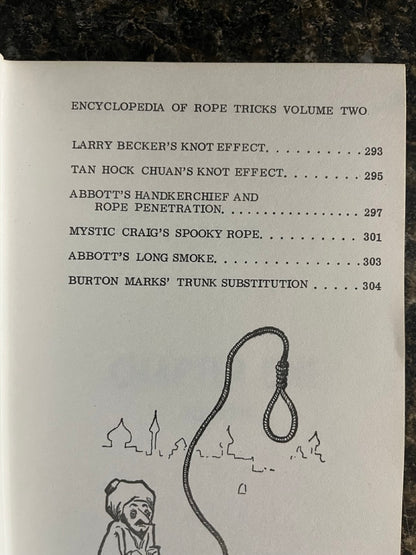 ENCYCLOPEDIA OF ROPE TRICKS VOLUME TWO
LARRY BECKER'S KNOT EFFECT. . . . . . . . . . 293
TAN HOCK CHUAN'S KNOT EFFECT. . . . . . . . 295
ABBOTT'S HANDKERCHIEF AND
ROPE PENETRATION. . . . . . . . . . . . . . . 297
MYSTIC CRAIG'S SPOOKY ROPE. . . . . . . . . . 301
ABBOTT'S LONG SMOKE. . . . . . . . . . . . . . 303
BURTON MARKS' TRUNK SUBSTITUTION . . . . . 304